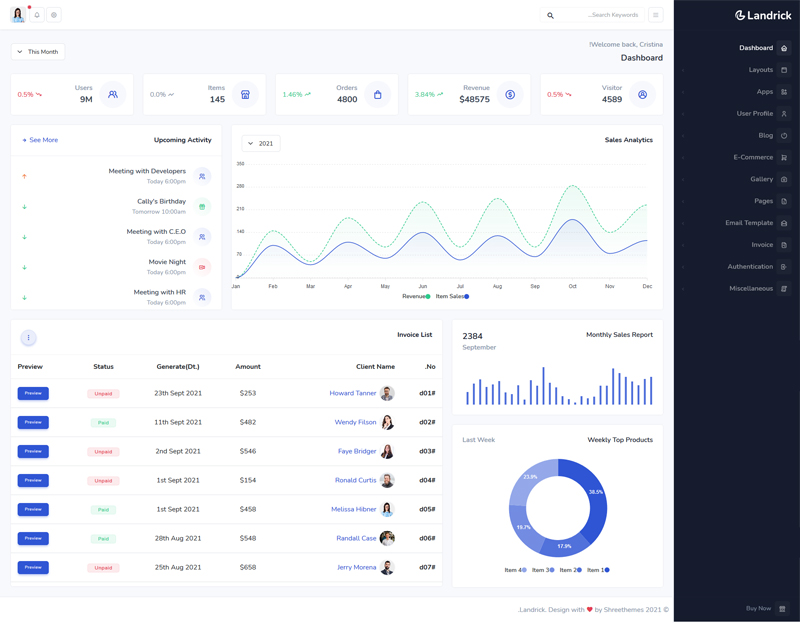 Landrick
Dashboard
Layouts
Apps
User Profile
Blog
E-Commerce
Gallery
Pages
Email Template
Invoice
Authentication
Miscellaneous
Buy Now
...Search Keywords
!Welcome back, Cristina
Dashboard
This Month
Users
9M
0.5%
Items
145
0.0%
Orders
4800
1.46%
Revenue
$48575
3.84%
Visitor
4589
0.5%
See More
Upcoming Activity
Meeting with Developers
Today 6:00pm
Cally's Birthday
Tomorrow 10:00am
Meeting with C.E.O
Today 6:00pm
Movie Night
Today 6:00pm
Meeting with HR
Today 6:00pm
2021
Sales Analytics
350
280
210
140
70
0
Jan Feb Mar Apr May Jun Jul Aug Sep Oct Nov Dec
Revenue Item Sales
Invoice List
Preview Status Generate(Dt.) Amount Client Name .No
Preview Unpaid 23th Sept 2021 $253 Howard Tanner d01#
Preview Paid 11th Sept 2021 $482 Wendy Filson d02#
Preview Unpaid 2nd Sept 2021 $546 Faye Bridger d03#
Preview Unpaid 1st Sept 2021 $154 Ronald Curtis d04#
Preview Paid 1st Sept 2021 $458 Melissa Hibner d05#
Preview Paid 28th Aug 2021 $548 Randall Case d06#
Preview Unpaid 25th Aug 2021 $658 Jerry Morena d07#
2384
September
Monthly Sales Report
Last Week
Weekly Top Products
38.5%
17.9%
19.7%
23.9%
Item 4 Item 3 Item 2 Item 1
.Landrick. Design with ♥ by Shreethemes 2021 ©